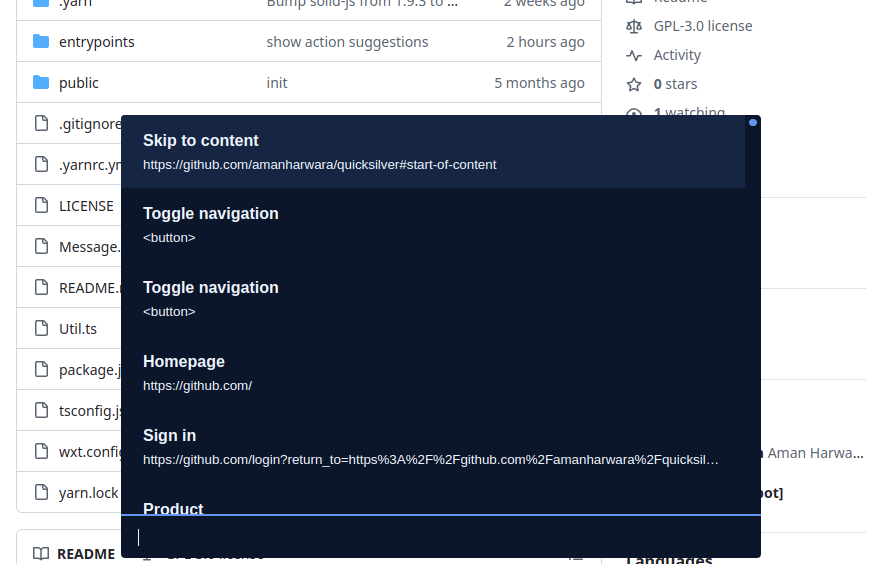 .yarn Bump solid-js from 1.9.3 to ... 2 weeks ago
entrypoints show action suggestions 2 hours ago
public init 5 months ago
.gitignore
.yarnrc.
LICENSE
Message.
README.
Util.ts
package.j
tsconfig.
wxt.config
yarn.lock
README
Readme
GPL-3.0 license
Activity
0 stars
1 watching
Skip to content
https://github.com/amanharwara/quicksilver#start-of-content
Toggle navigation
<button>
Toggle navigation
<button>
Homepage
https://github.com/
Sign in
https://github.com/login?return_to=https%3A%2F%2Fgithub.com%2Famanharwara%2Fquicksil...
Product
Aman Harwa...
bot]
Languages